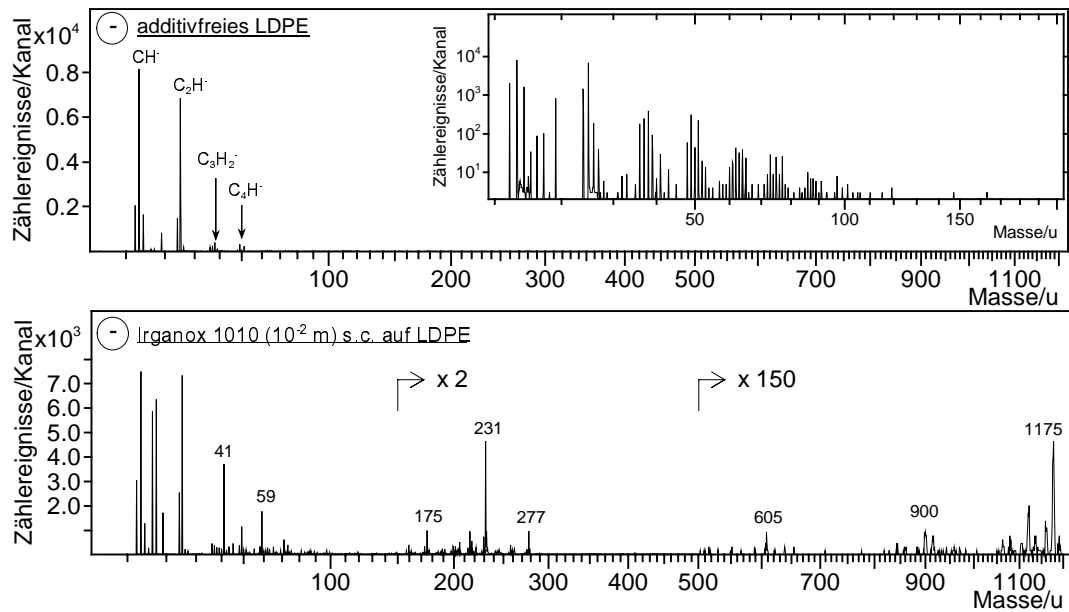 - additivfreies LDPE
x10⁴
Zählereignisse/Kanal
0.8
0.6
0.4
0.2
CH⁻
C₂H⁻
C₃H₂⁻
C₄H⁻
Zählereignisse/Kanal
10⁴
10³
10²
10¹
50 100 150
Masse/u
100 200 300 400 500 700 900 1100
Masse/u
- Irganox 1010 (10⁻² m) s.c. auf LDPE
x10³
Zählereignisse/Kanal
7.0
6.0
5.0
4.0
3.0
2.0
x 2
x 150
41
59
175
231
277
605
900
1175
100 200 300 500 700 900 1100
Masse/u